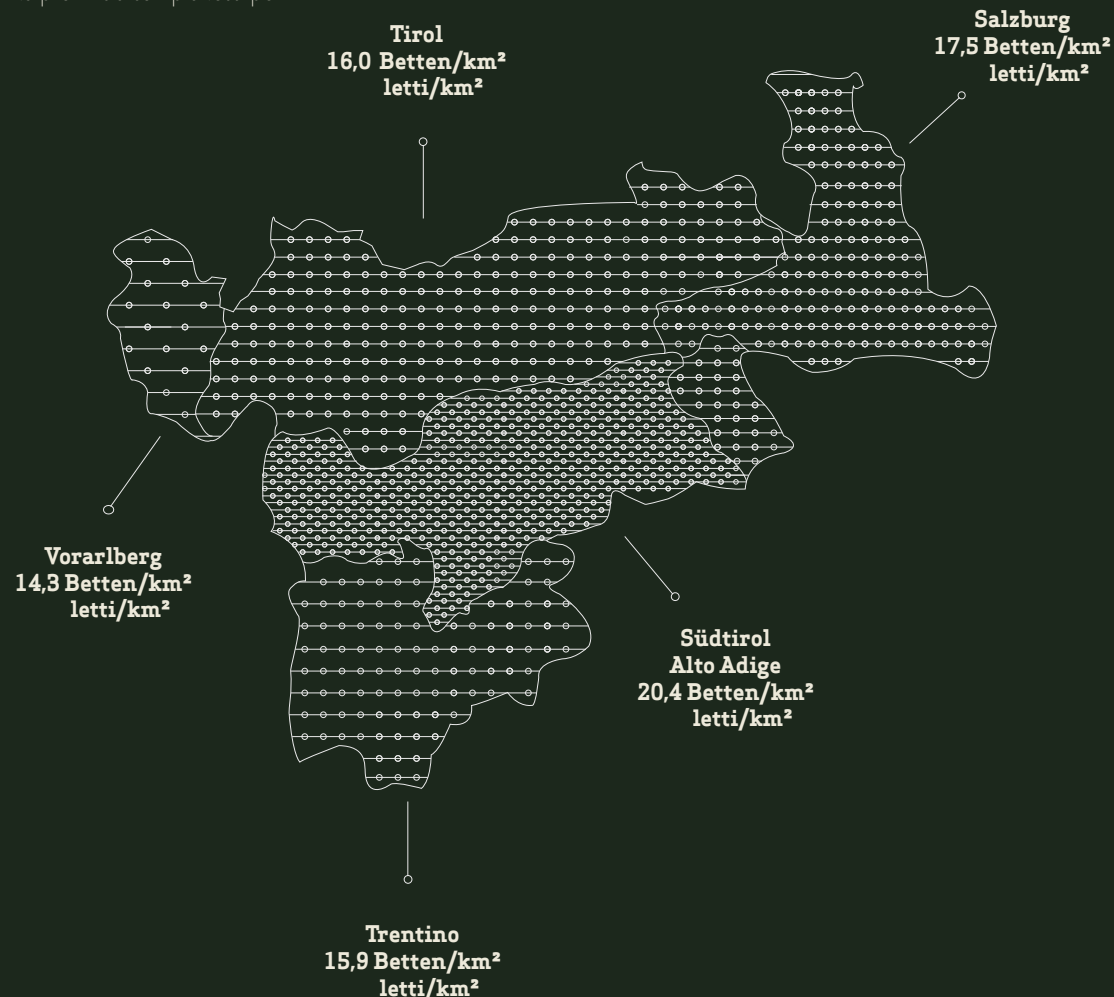 Tirol
16,0 Betten/km²
letti/km²
Salzburg
17,5 Betten/km²
letti/km²
Vorarlberg
14,3 Betten/km²
letti/km²
Südtirol
Alto Adige
20,4 Betten/km²
letti/km²
Trentino
15,9 Betten/km²
letti/km²